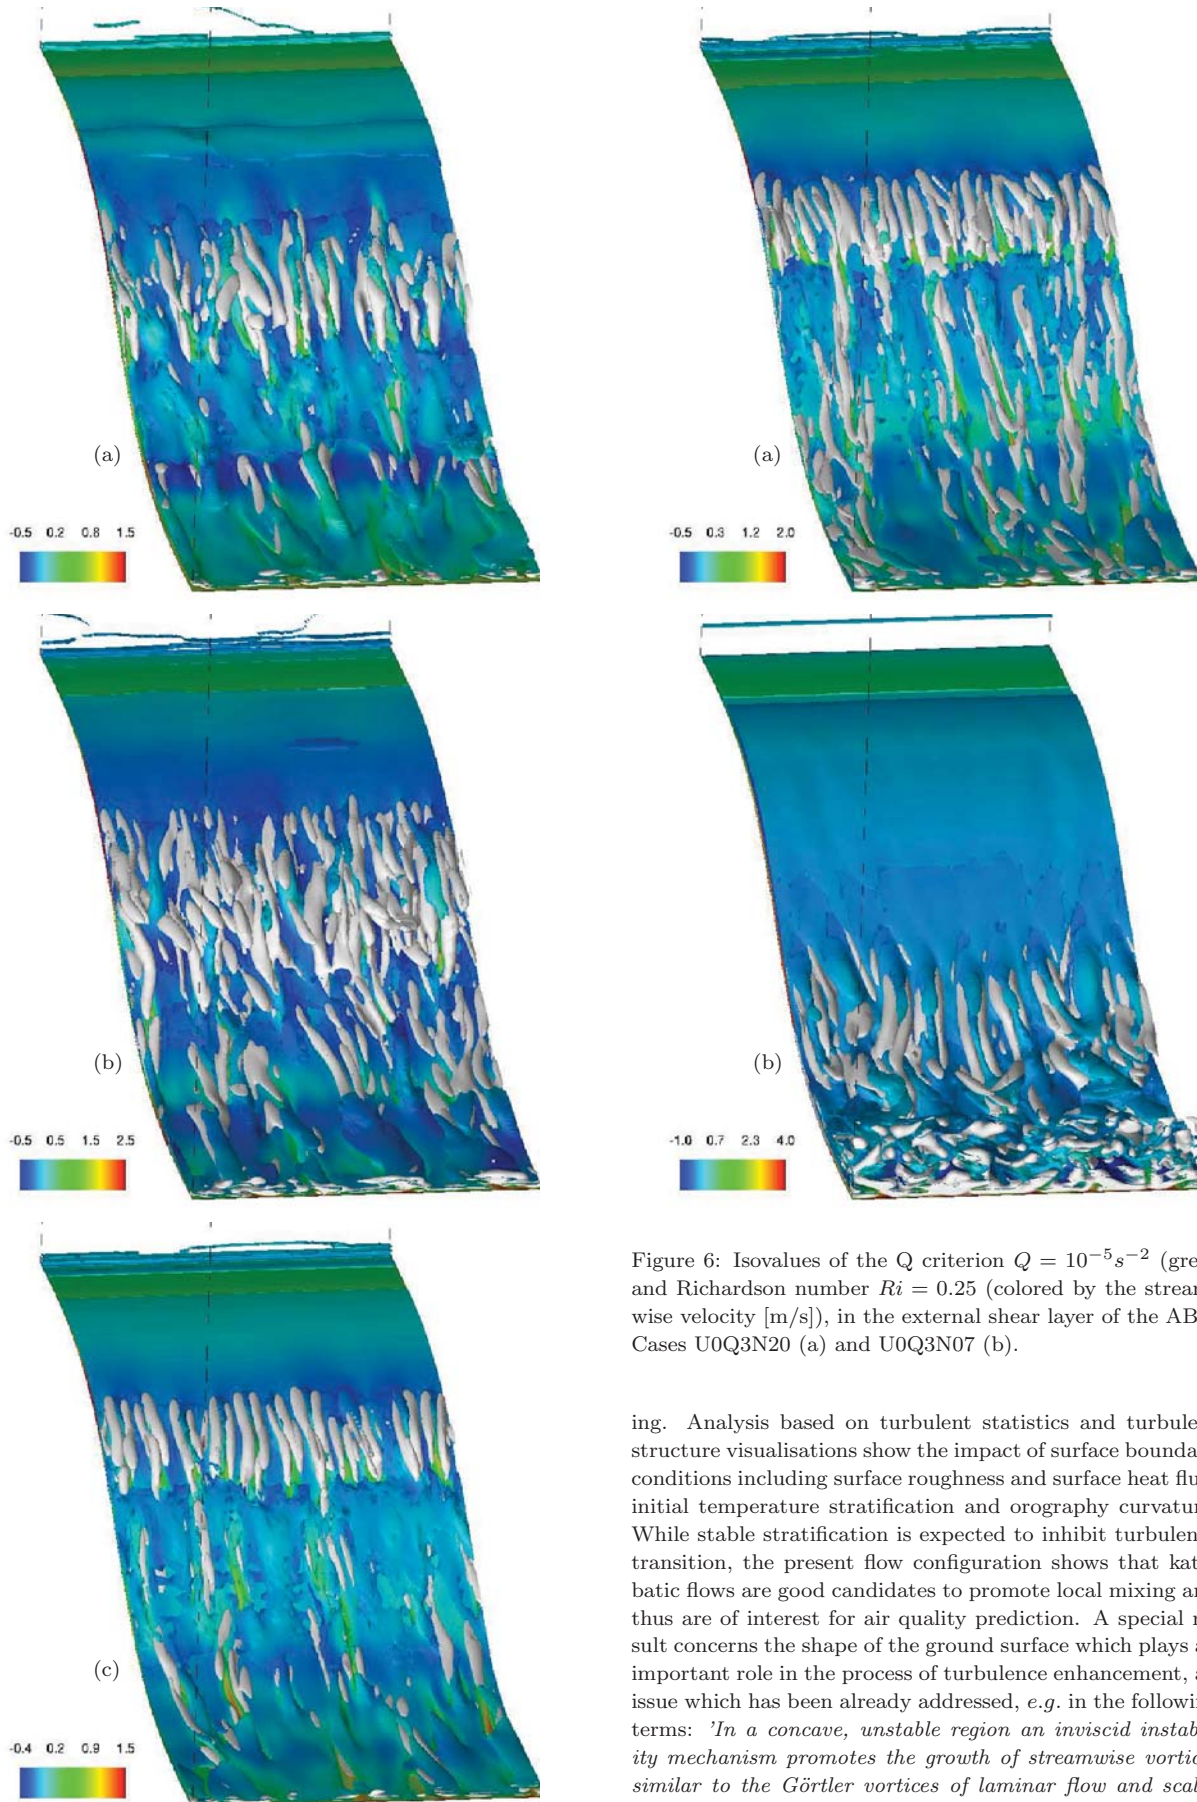 (a)
-0.5 0.2 0.8 1.5
(b)
-0.5 0.5 1.5 2.5
(c)
-0.4 0.2 0.9 1.5
(a)
-0.5 0.3 1.2 2.0
(b)
-1.0 0.7 2.3 4.0
Figure 6: Isovalues of the Q criterion Q = 10⁻⁵s⁻² (gre
and Richardson number Ri = 0.25 (colored by the stream
wise velocity [m/s]), in the external shear layer of the AB
Cases U0Q3N20 (a) and U0Q3N07 (b).
ing. Analysis based on turbulent statistics and turbule
structure visualisations show the impact of surface bounda
conditions including surface roughness and surface heat flu
initial temperature stratification and orography curvatur
While stable stratification is expected to inhibit turbulen
transition, the present flow configuration shows that kat
batic flows are good candidates to promote local mixing an
thus are of interest for air quality prediction. A special r
sult concerns the shape of the ground surface which plays a
important role in the process of turbulence enhancement, a
issue which has been already addressed, e.g. in the followin
terms: 'In a concave, unstable region an inviscid instab
ity mechanism promotes the growth of streamwise vortic
similar to the Görtler vortices of laminar flow and scal